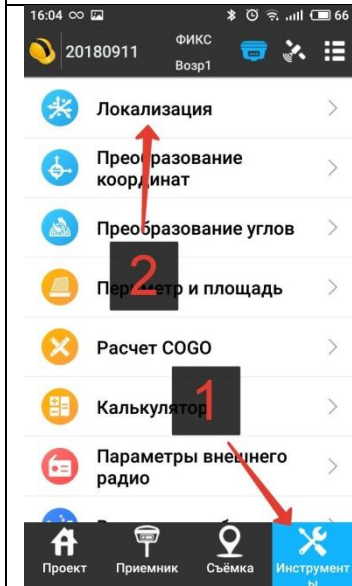 16:04
66
20180911
ФИКС
Возр1
Локализация
Преобразование
координат
Преобразование углов
2
Периметр и площадь
Расчет COGO
1
Калькулятор
Параметры внешнего
радио
Проект
Приемник
Съёмка
Инструмент
ы